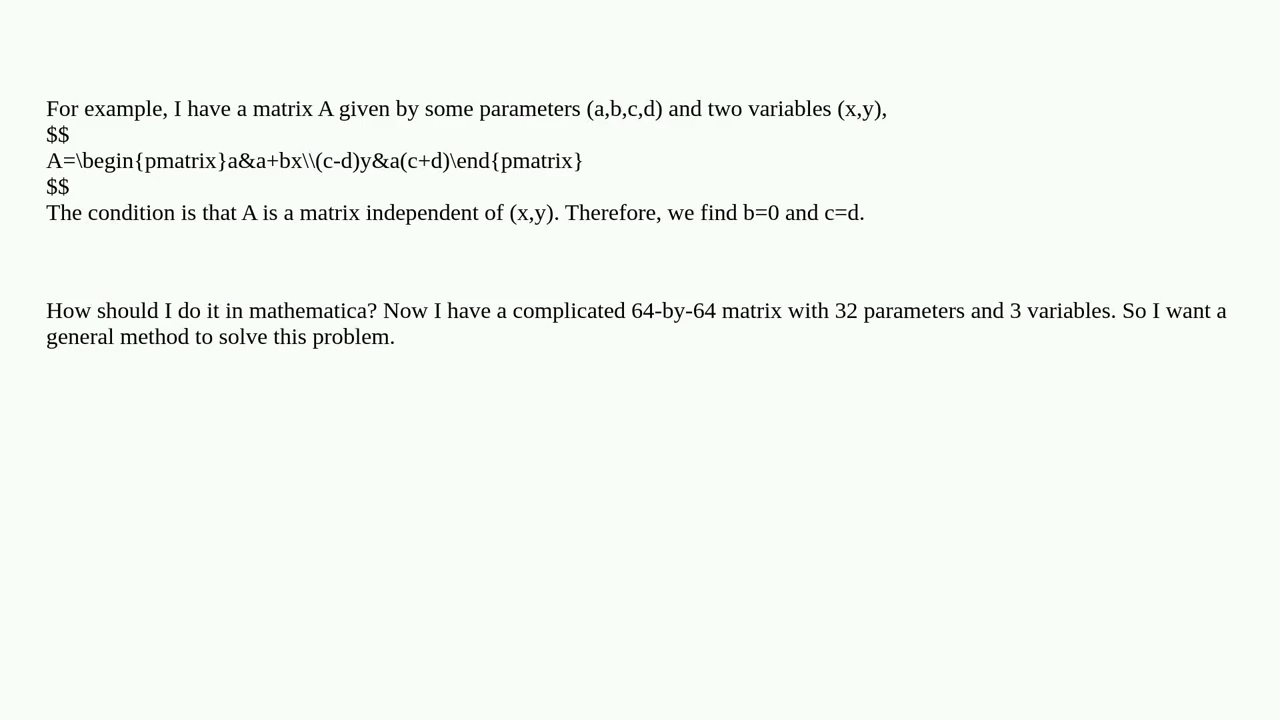 For example, I have a matrix A given by some parameters (a,b,c,d) and two variables (x,y),
$$
A=\begin{pmatrix}a&a+bx\\(c-d)y&a(c+d)\end{pmatrix}
$$
The condition is that A is a matrix independent of (x,y). Therefore, we find b=0 and c=d.
How should I do it in mathematica? Now I have a complicated 64-by-64 matrix with 32 parameters and 3 variables. So I want a
general method to solve this problem.